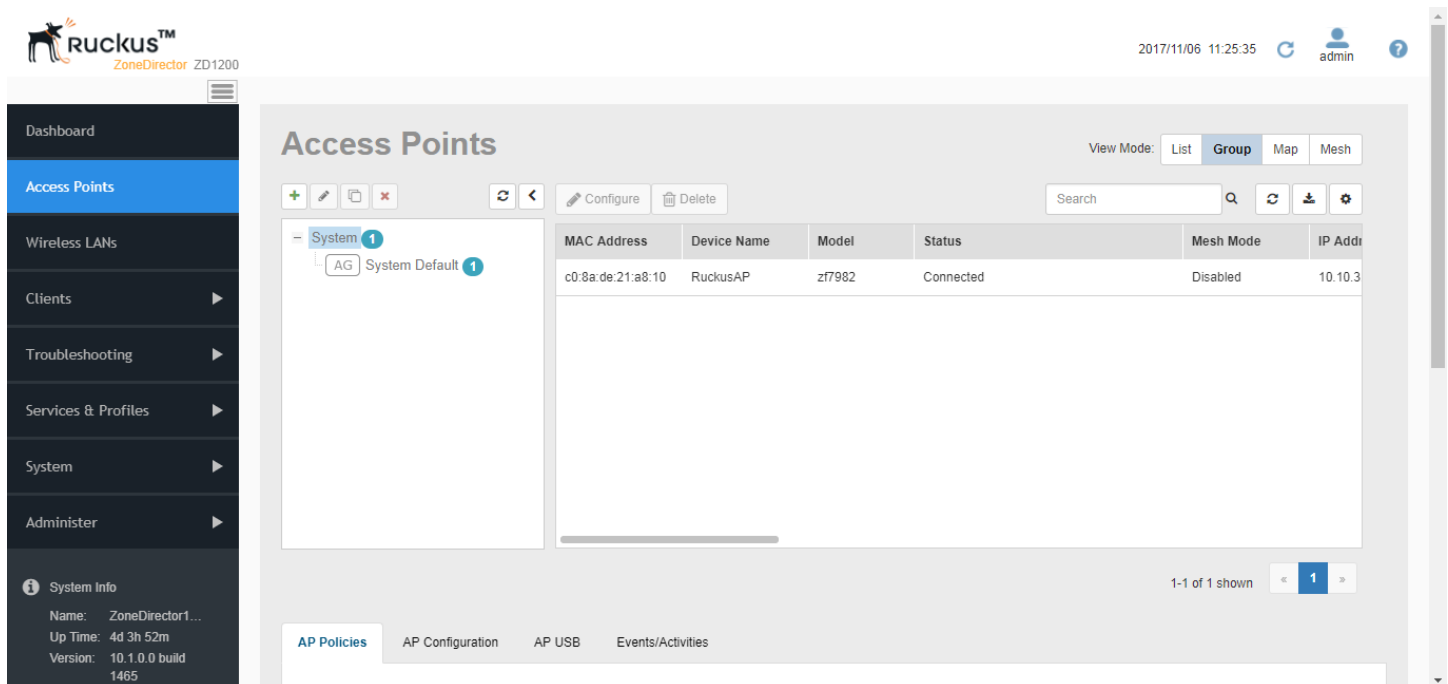 Ruckus™
ZoneDirector ZD1200
2017/11/06 11:25:35
admin
?
Dashboard
Access Points
Wireless LANs
Clients
Troubleshooting
Services & Profiles
System
Administer
System Info
Name: ZoneDirector1...
Up Time: 4d 3h 52m
Version: 10.1.0.0 build
1465
Access Points
View Mode: List Group Map Mesh
Configure Delete
Search
System 1
AG System Default 1
MAC Address Device Name Model Status Mesh Mode IP Addr
c0:8a:de:21:a8:10 RuckusAP zf7982 Connected Disabled 10.10.3
1-1 of 1 shown « 1 »
AP Policies AP Configuration AP USB Events/Activities